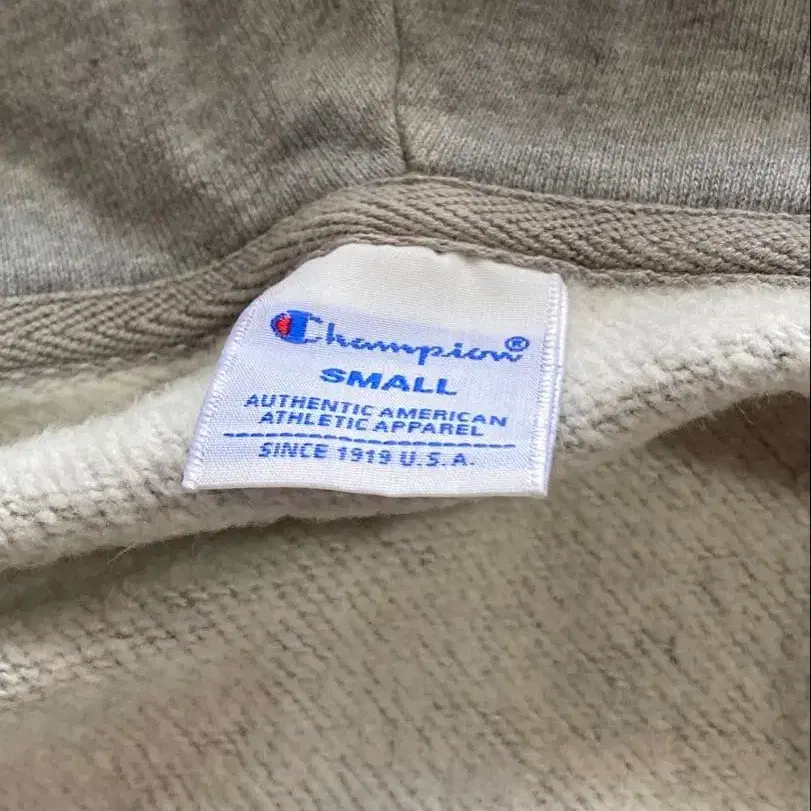 Champion®
SMALL
AUTHENTIC AMERICAN
ATHLETIC APPAREL
SINCE 1919 U.S.A.